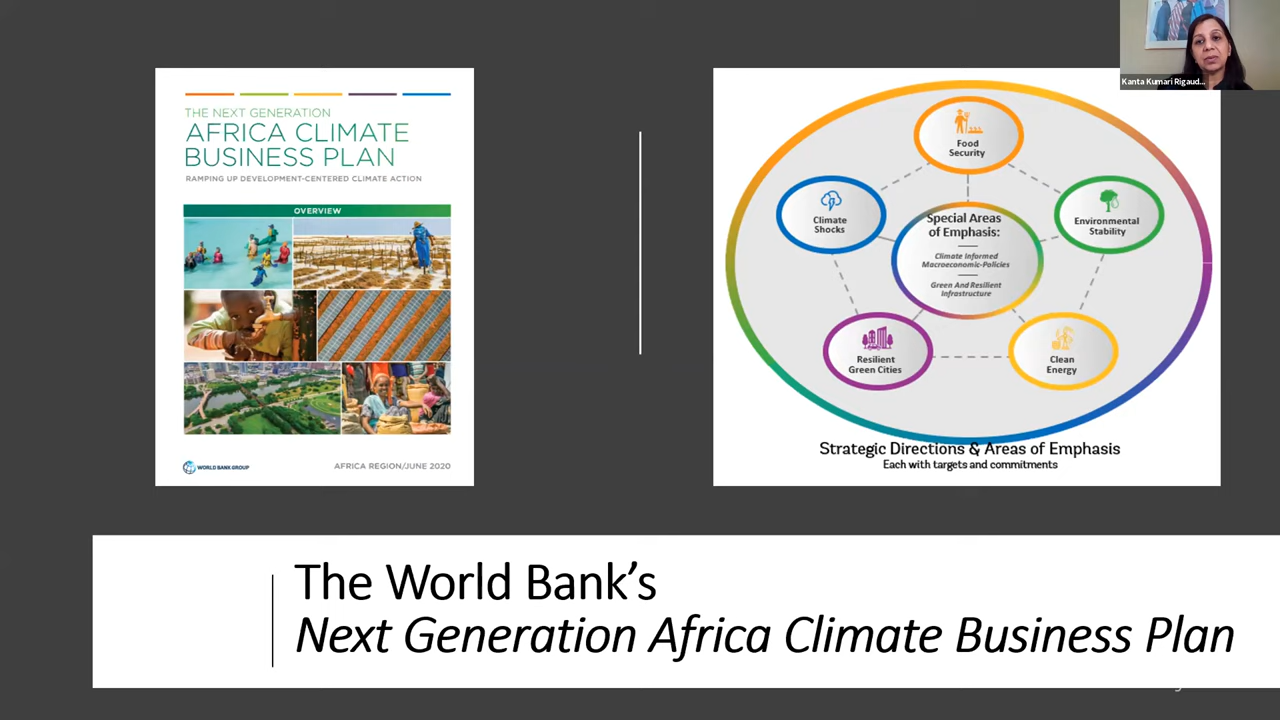 Kanta Kumari Rigaud...
THE NEXT GENERATION
AFRICA CLIMATE
BUSINESS PLAN
RAMPING UP DEVELOPMENT-CENTERED CLIMATE ACTION
OVERVIEW
WORLD BANK GROUP
AFRICA REGION/JUNE 2020
Food
Security
Climate
Shocks
Environmental
Stability
Special Areas
of Emphasis:
Climate Informed
Macroeconomic-Policies
Green And Resilient
Infrastructure
Resilient
Green Cities
Clean
Energy
Strategic Directions & Areas of Emphasis
Each with targets and commitments
The World Bank's
Next Generation Africa Climate Business Plan